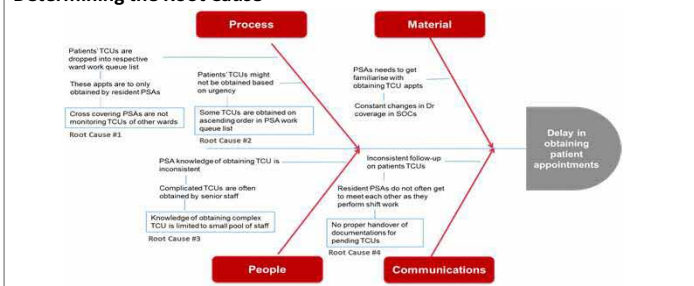 Determining the Root Cause
Process
Material
Patients' TCUs are
dropped into respective
ward work queue list
These appts are to only
obtained by resident PSAs
Cross covering PSAs are not
monitoring TCUs of other wards
Root Cause #1
Patients' TCUs might
not be obtained based
on urgency
Some TCUs are obtained on
ascending order in PSA work
queue list
Root Cause #2
PSAs needs to get
familiarise with
obtaining TCU appts
Constant changes in Dr
coverage in SOCs
Delay in
obtaining
patient
appointments
PSA knowledge of obtaining TCU is
inconsistent
Complicated TCUs are often
obtained by senior staff
Knowledge of obtaining complex
TCU is limited to small pool of staff
Root Cause #3
Inconsistent follow-up
on patients TCUs
Resident PSAs do not often get
to meet each other as they
perform shift work
No proper handover of
documentations for
pending TCUs
Root Cause #4
People
Communications